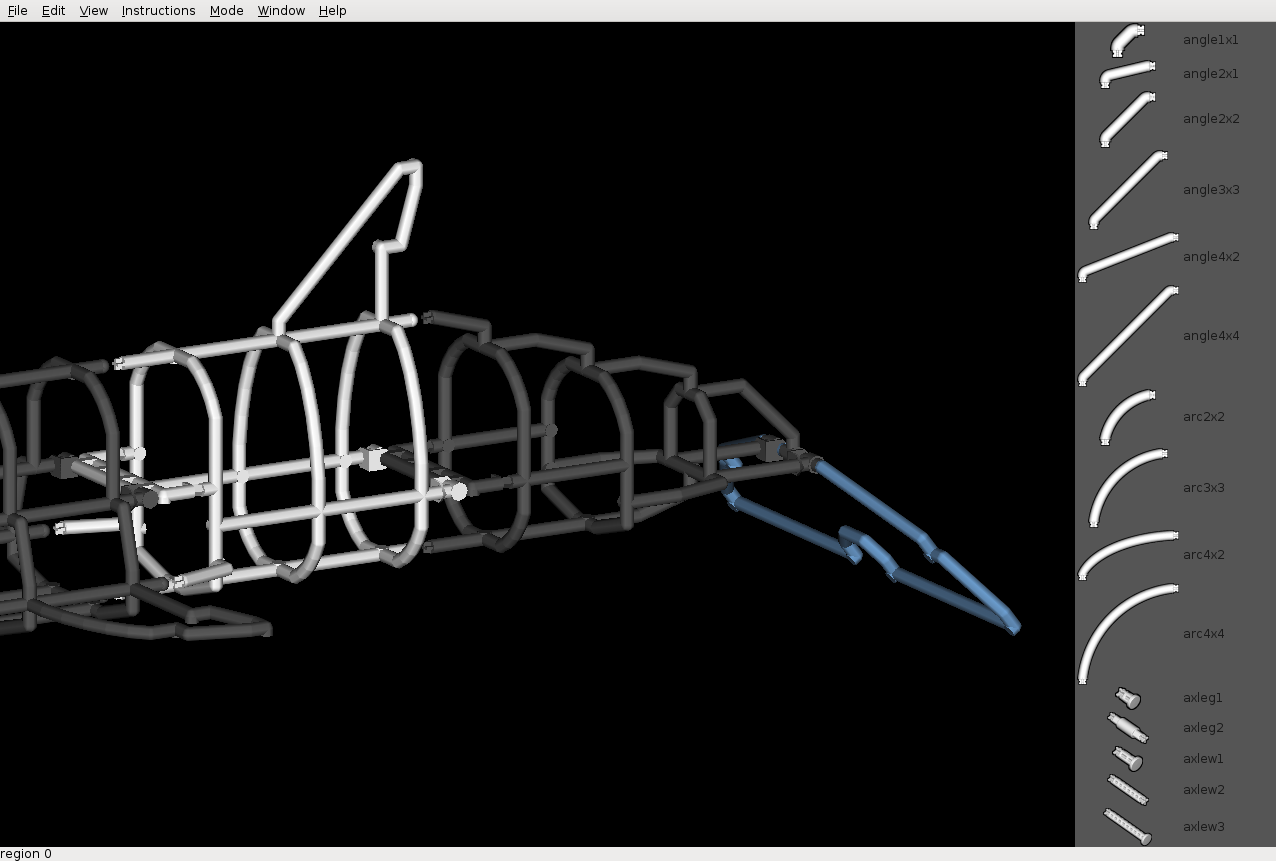 File Edit View Instructions Mode Window Help
angle1x1
angle2x1
angle2x2
angle3x3
angle4x2
angle4x4
arc2x2
arc3x3
arc4x2
arc4x4
axleg1
axleg2
axlew1
axlew2
axlew3
region 0